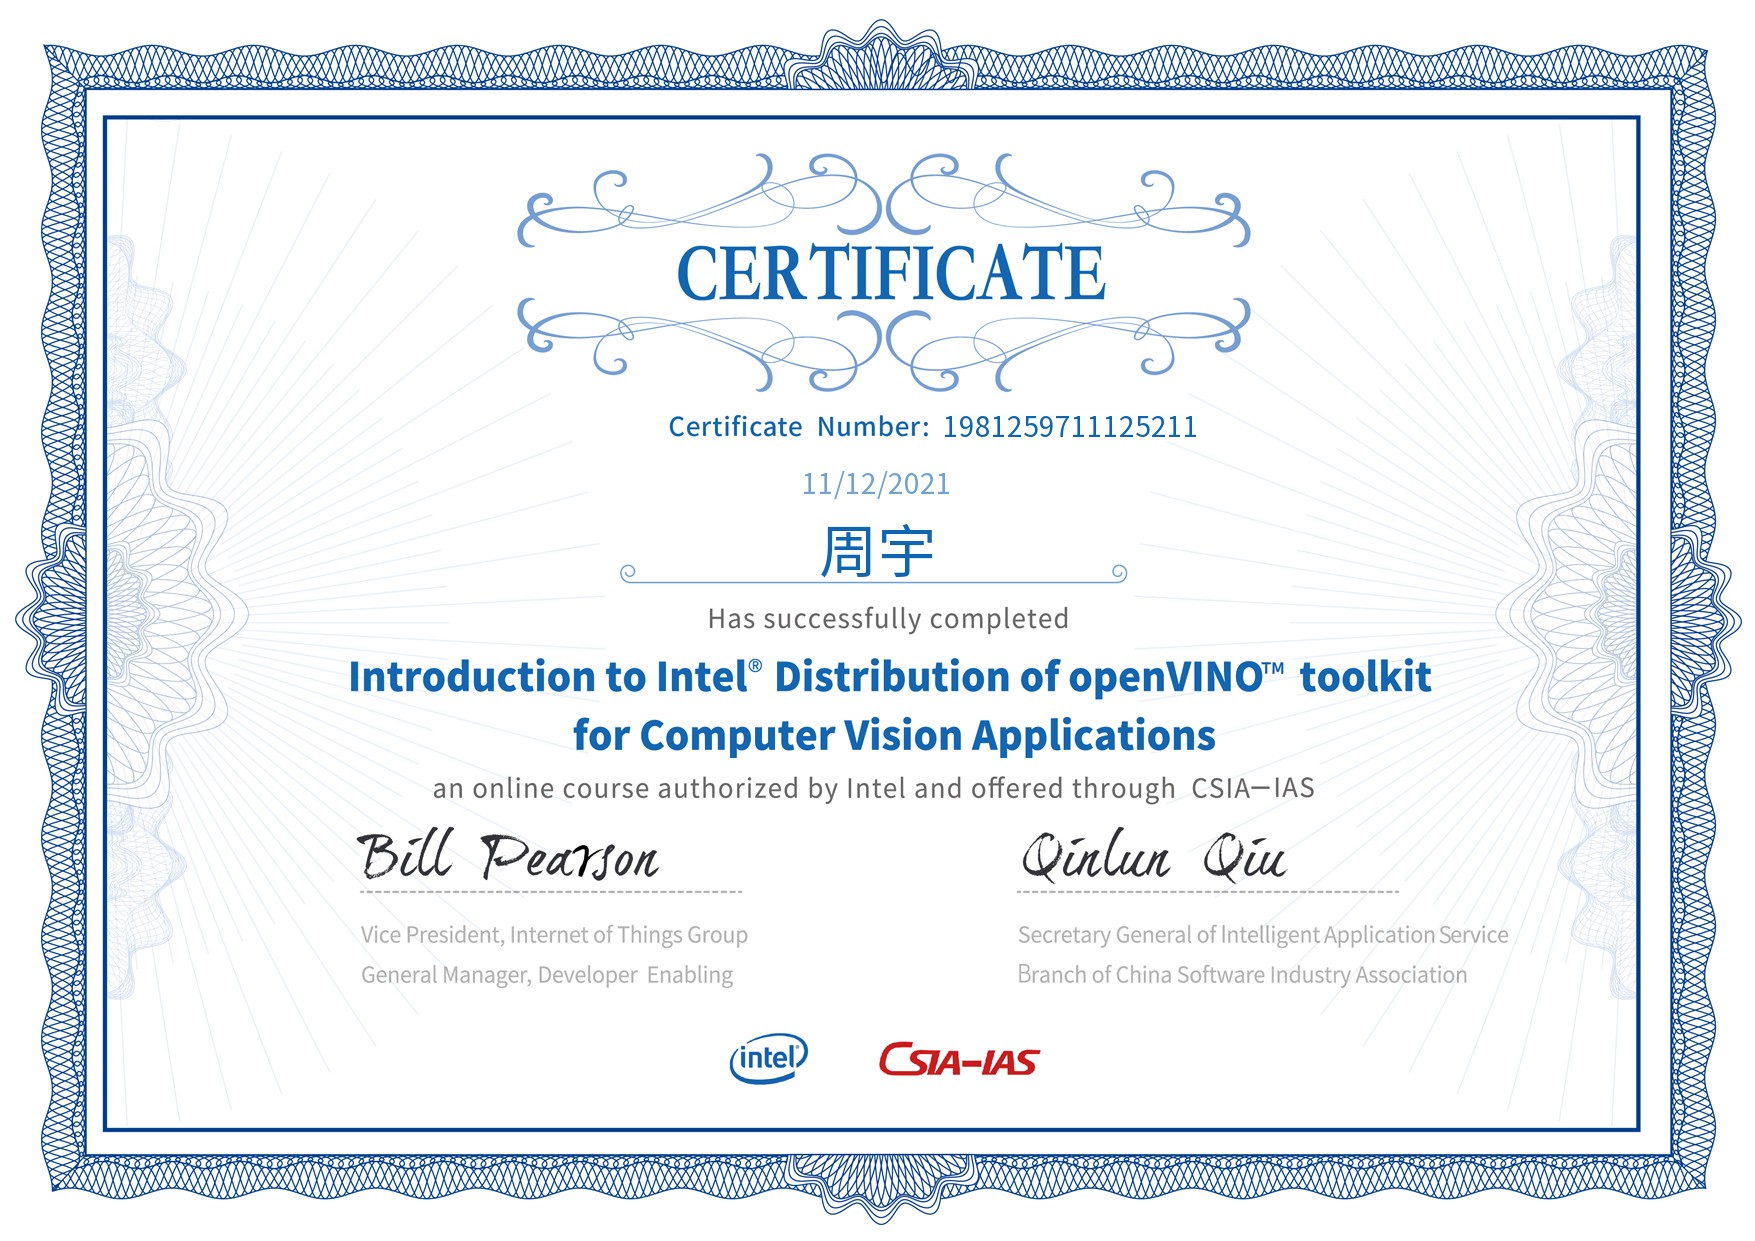 CERTIFICATE
Certificate Number: 1981259711125211
11/12/2021
周宇
Has successfully completed
Introduction to Intel® Distribution of openVINO™ toolkit
for Computer Vision Applications
an online course authorized by Intel and offered through CSIA—IAS
Bill Pearson
Qinlun Qiu
Vice President, Internet of Things Group
General Manager, Developer Enabling
Secretary General of Intelligent Application Service
Branch of China Software Industry Association
intel®
CSIA-IAS